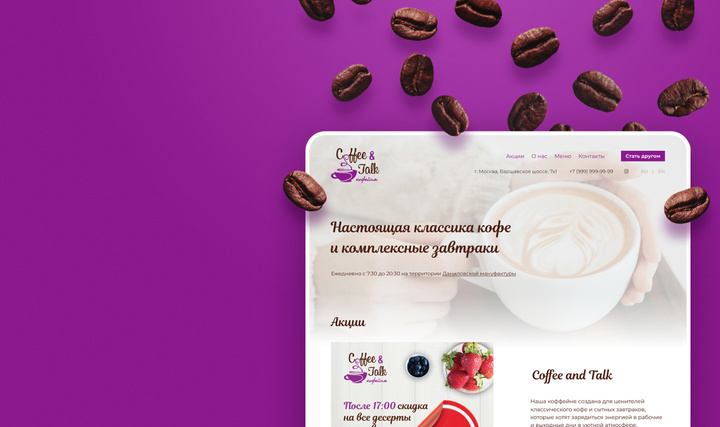 Coffee &
Talk
кофейня
Акции О нас Меню Контакты
Стать другом
г. Москва, Варшавское шоссе, 7к1 +7 (999) 999-99-99 RU | EN
Настоящая классика кофе
и комплексные завтраки
Ежедневно с 7:30 до 20:30 на территории Даниловской мануфактуры
Акции
Coffee &
Talk
кофейня
После 17:00 скидка
на все десерты
Coffee and Talk
Наша коффейне создана для ценителей
классического кофе и сытных завтраков,
которые хотят зарядиться энергией в рабочие
и выходные дни в уютной атмосфере.